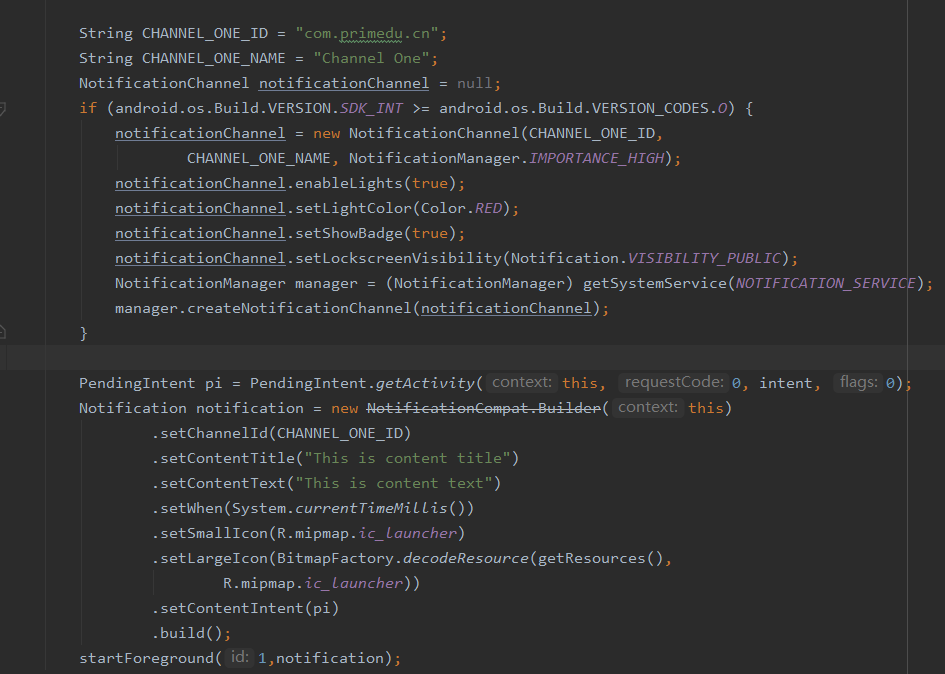 String CHANNEL_ONE_ID = "com.primedu.cn";
String CHANNEL_ONE_NAME = "Channel One";
NotificationChannel notificationChannel = null;
if (android.os.Build.VERSION.SDK_INT >= android.os.Build.VERSION_CODES.O) {
notificationChannel = new NotificationChannel(CHANNEL_ONE_ID,
CHANNEL_ONE_NAME, NotificationManager.IMPORTANCE_HIGH);
notificationChannel.enableLights(true);
notificationChannel.setLightColor(Color.RED);
notificationChannel.setShowBadge(true);
notificationChannel.setLockscreenVisibility(Notification.VISIBILITY_PUBLIC);
NotificationManager manager = (NotificationManager) getSystemService(NOTIFICATION_SERVICE);
manager.createNotificationChannel(notificationChannel);
}
PendingIntent pi = PendingIntent.getActivity( context: this, requestCode: 0, intent, flags: 0);
Notification notification = new NotificationCompat.Builder( context: this)
.setChannelId(CHANNEL_ONE_ID)
.setContentTitle("This is content title")
.setContentText("This is content text")
.setWhen(System.currentTimeMillis())
.setSmallIcon(R.mipmap.ic_launcher)
.setLargeIcon(BitmapFactory.decodeResource(getResources(),
R.mipmap.ic_launcher))
.setContentIntent(pi)
.build();
startForeground( id: 1,notification);